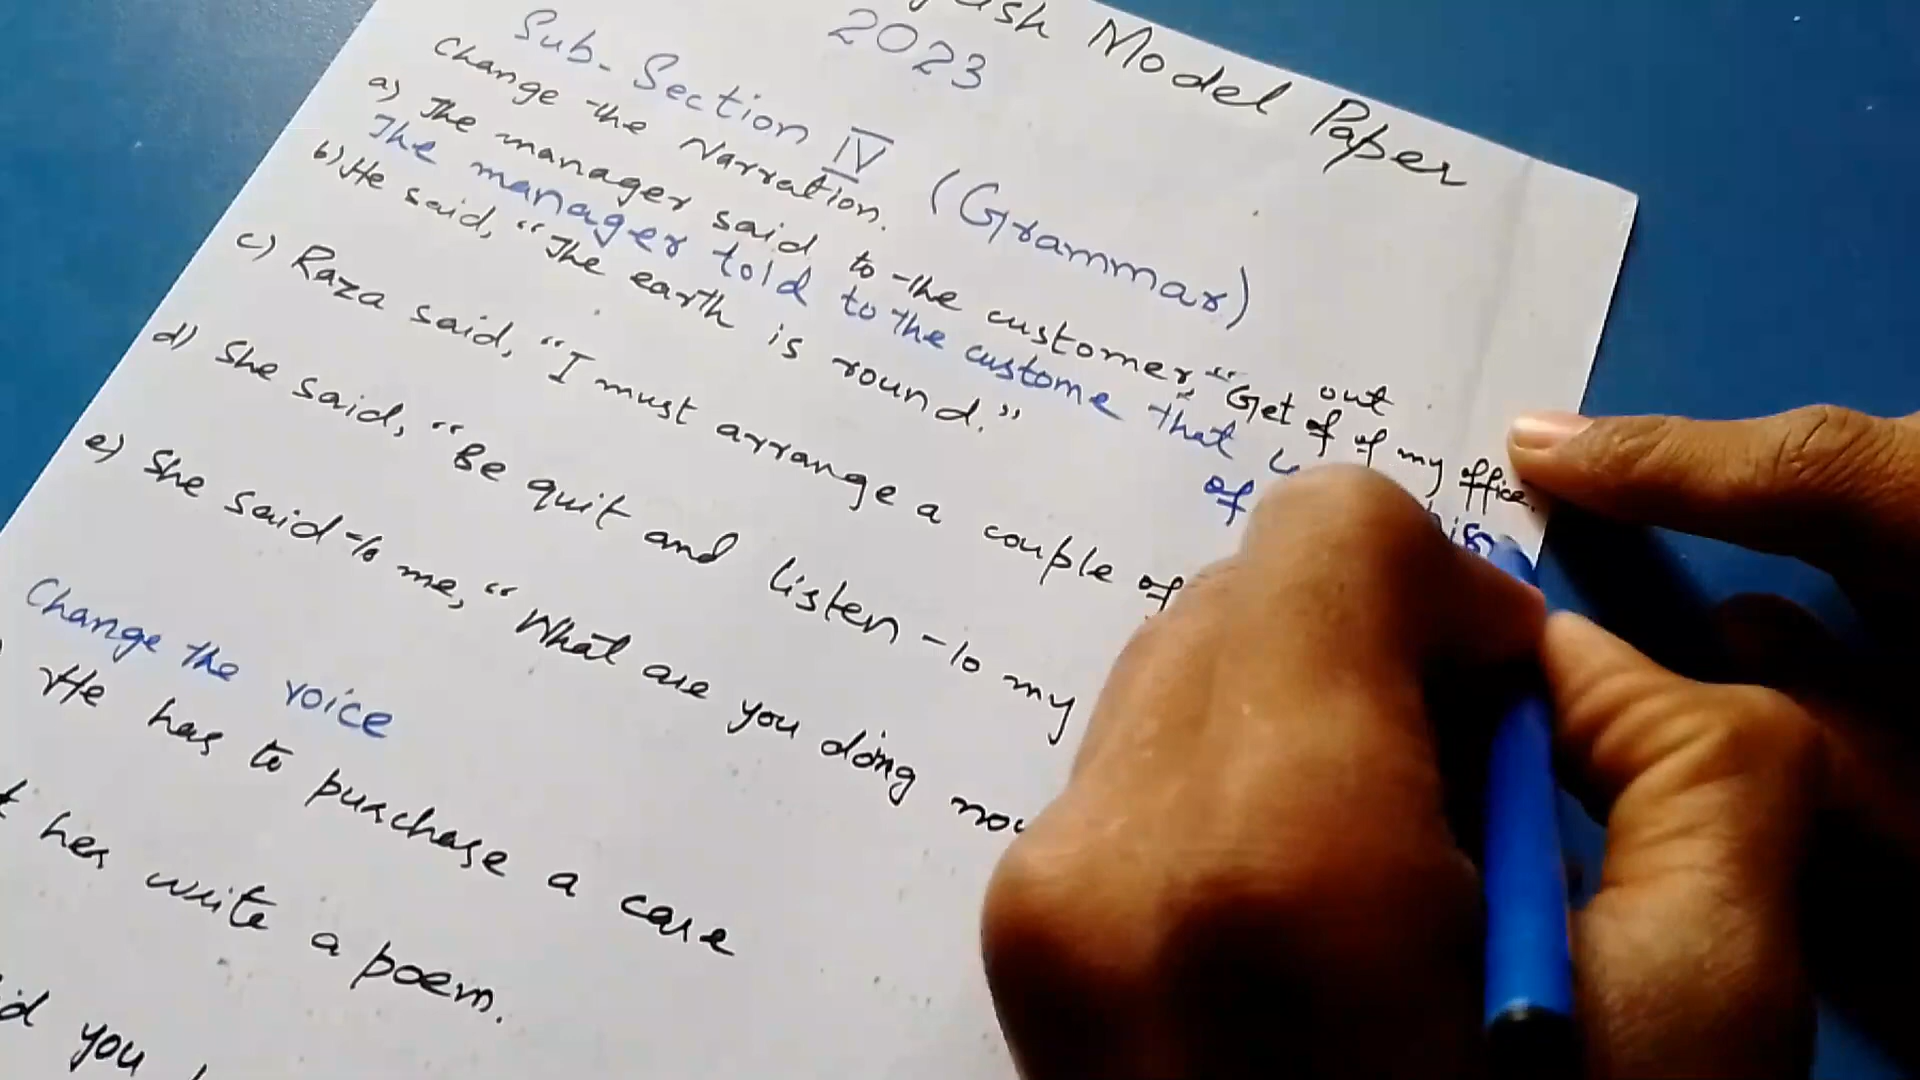 Model Paper
2023
Sub-Section IV (Grammar)
Change the Narration.
a) The manager said to the customer, "Get out of of my office.
The manager told to the custome that
of his
b) He said, "The earth is round."
c) Raza said, "I must arrange a couple of
d) She said, "Be quit and listen to my
e) She said to me, "What are you doing
Change the voice
He has to purchase a case
her write a poem.
you